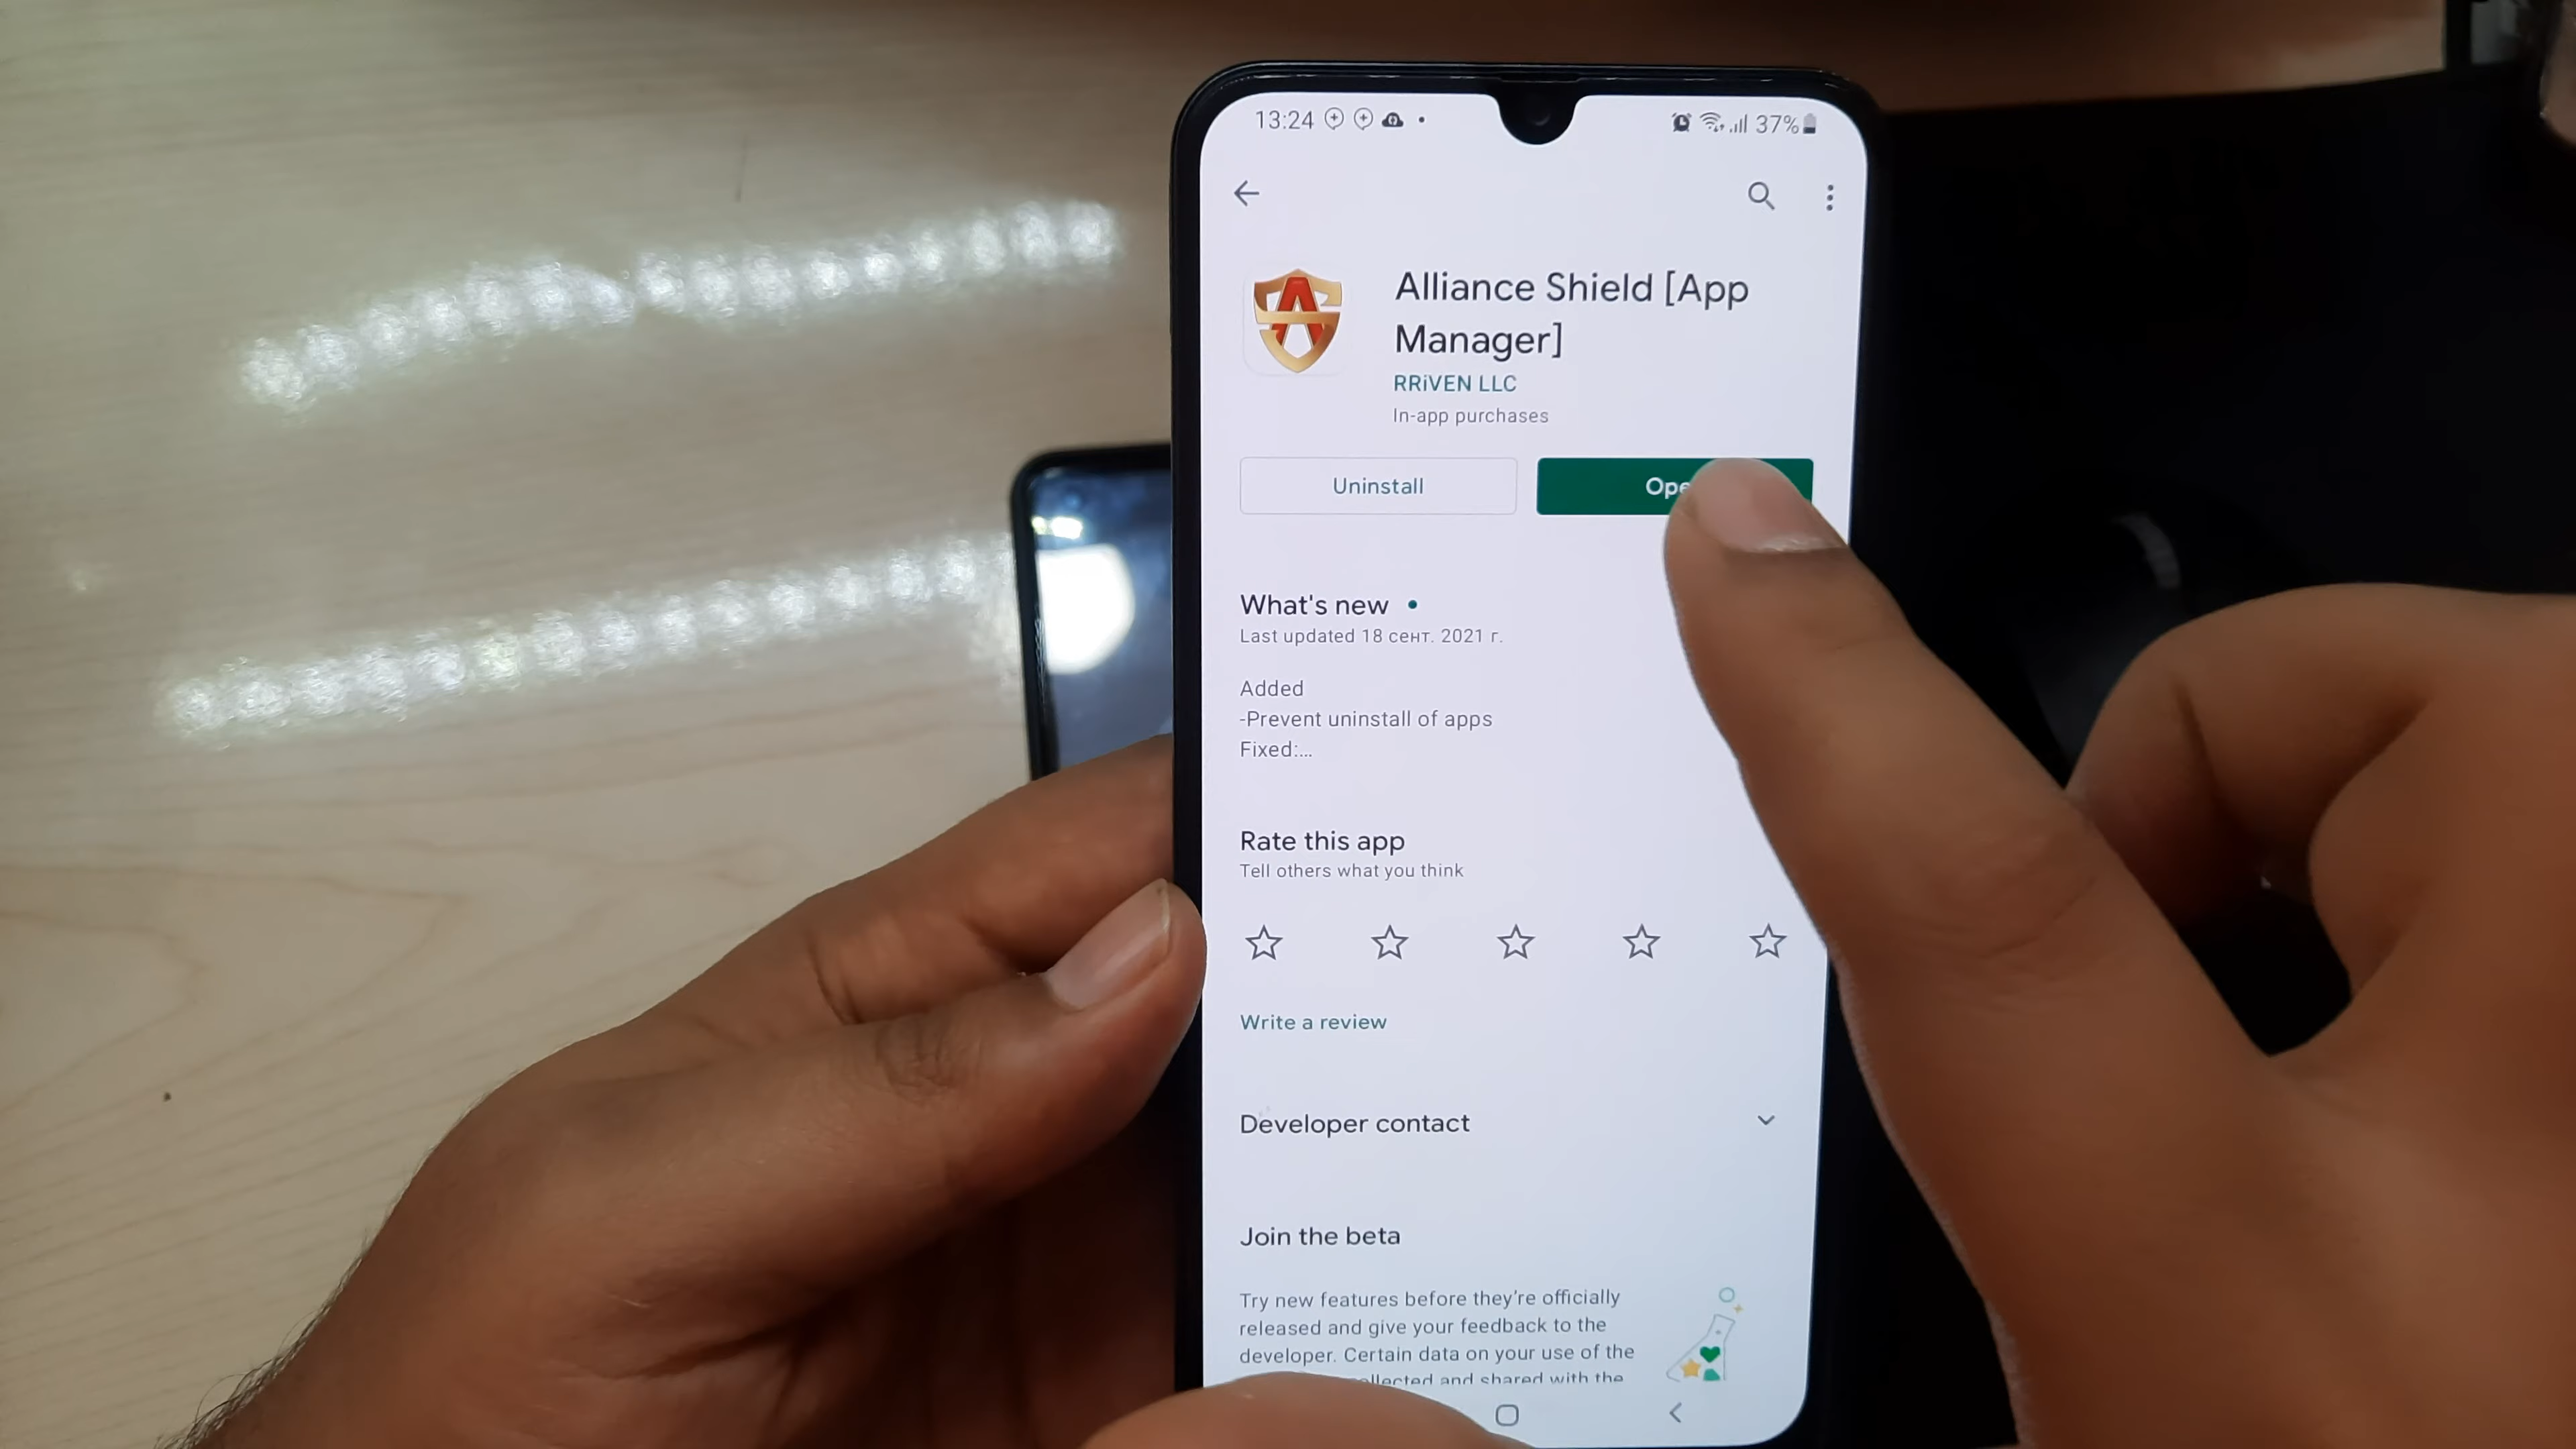 13:24
37%
Alliance Shield [App
Manager]
RRiVEN LLC
In-app purchases
Uninstall
Ope
What's new
Last updated 18 сент. 2021 г.
Added
-Prevent uninstall of apps
Fixed:...
Rate this app
Tell others what you think
Write a review
Developer contact
Join the beta
Try new features before they're officially
released and give your feedback to the
developer. Certain data on your use of the
and shared with the